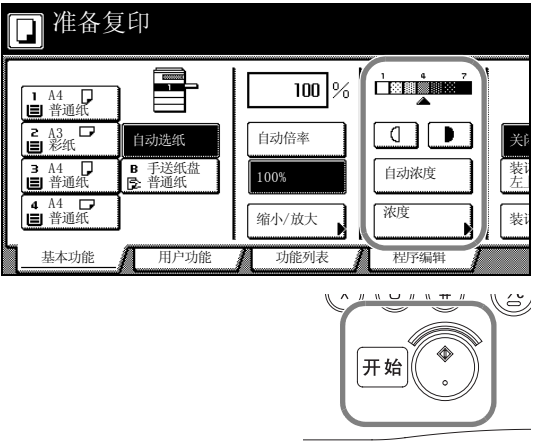 准备复印
1 A4
普通纸
2 A3
彩纸
3 A4
普通纸
4 A4
普通纸
1
自动选纸
B 手送纸盘
普通纸
100 %
自动倍率
100%
缩小/放大
1 4 7
自动浓度
浓度
装订
左
装订
基本功能
用户功能
功能列表
程序编辑
开始